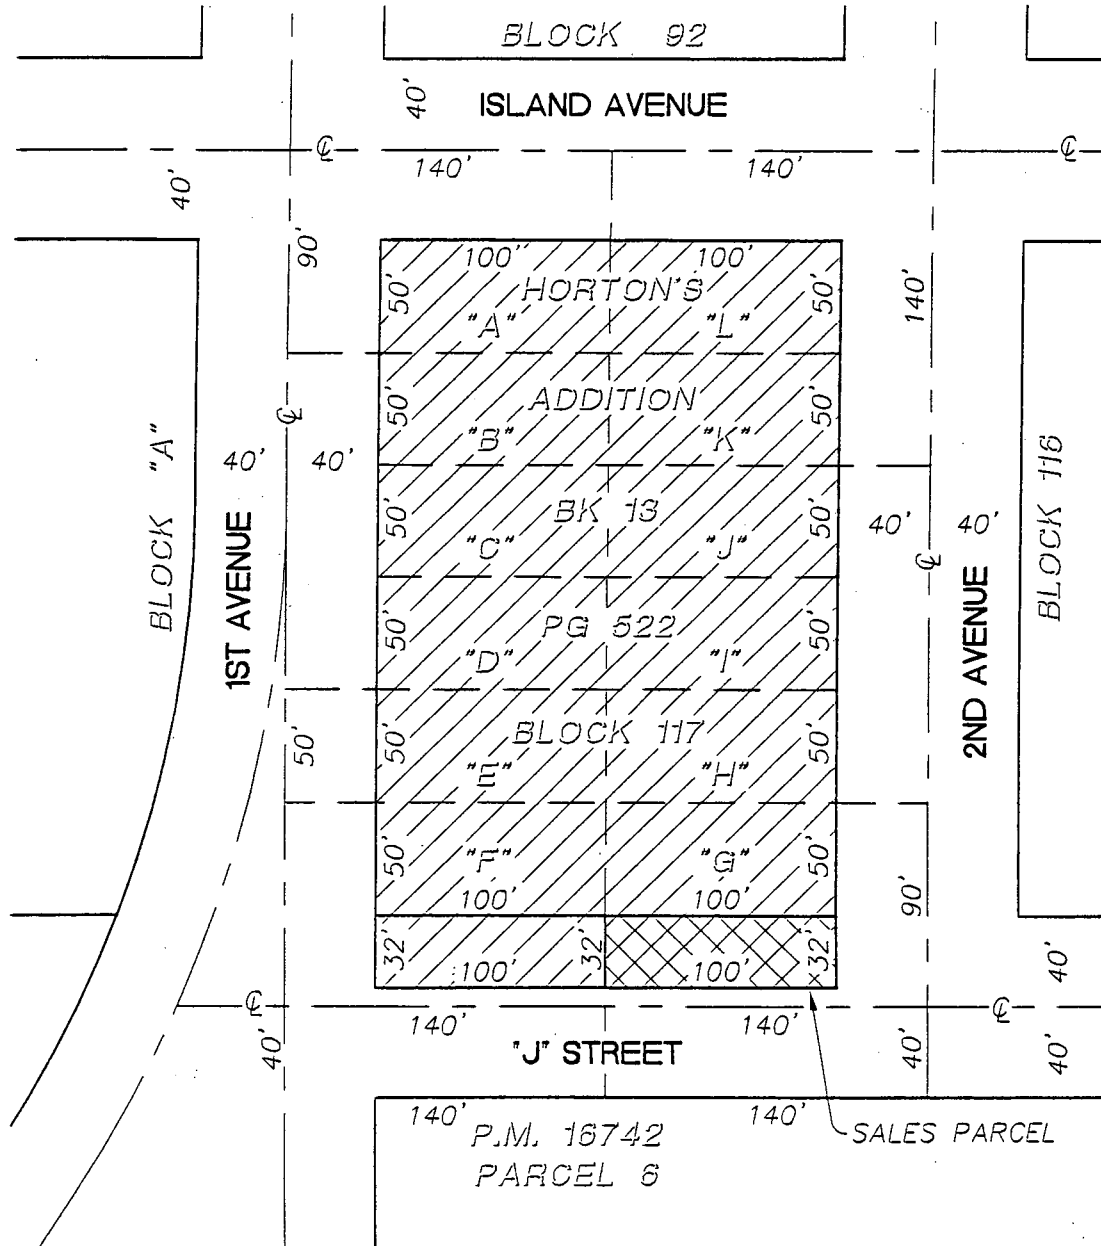 BLOCK 92
40'
ISLAND AVENUE
℄
℄
140'
140'
40'
90'
100''
100'
50'
50'
140'
HORTON'S
"A"
"L"
50'
50'
ADDITION
℄
"B"
"K"
BLOCK "A"
40'
40'
BLOCK 116
50'
BK 13
50'
40'
40'
"C"
"J"
℄
1ST AVENUE
50'
PG 522
50'
2ND AVENUE
"D"
"I"
50'
50'
BLOCK 117
50'
"E"
"H"
50'
"F"
"G"
50'
90'
100'
100'
32'
100'
32'
100'
32'
40'
℄
℄
40'
140'
140'
40'
40'
"J" STREET
140'
140'
SALES PARCEL
P.M. 16742
PARCEL 6